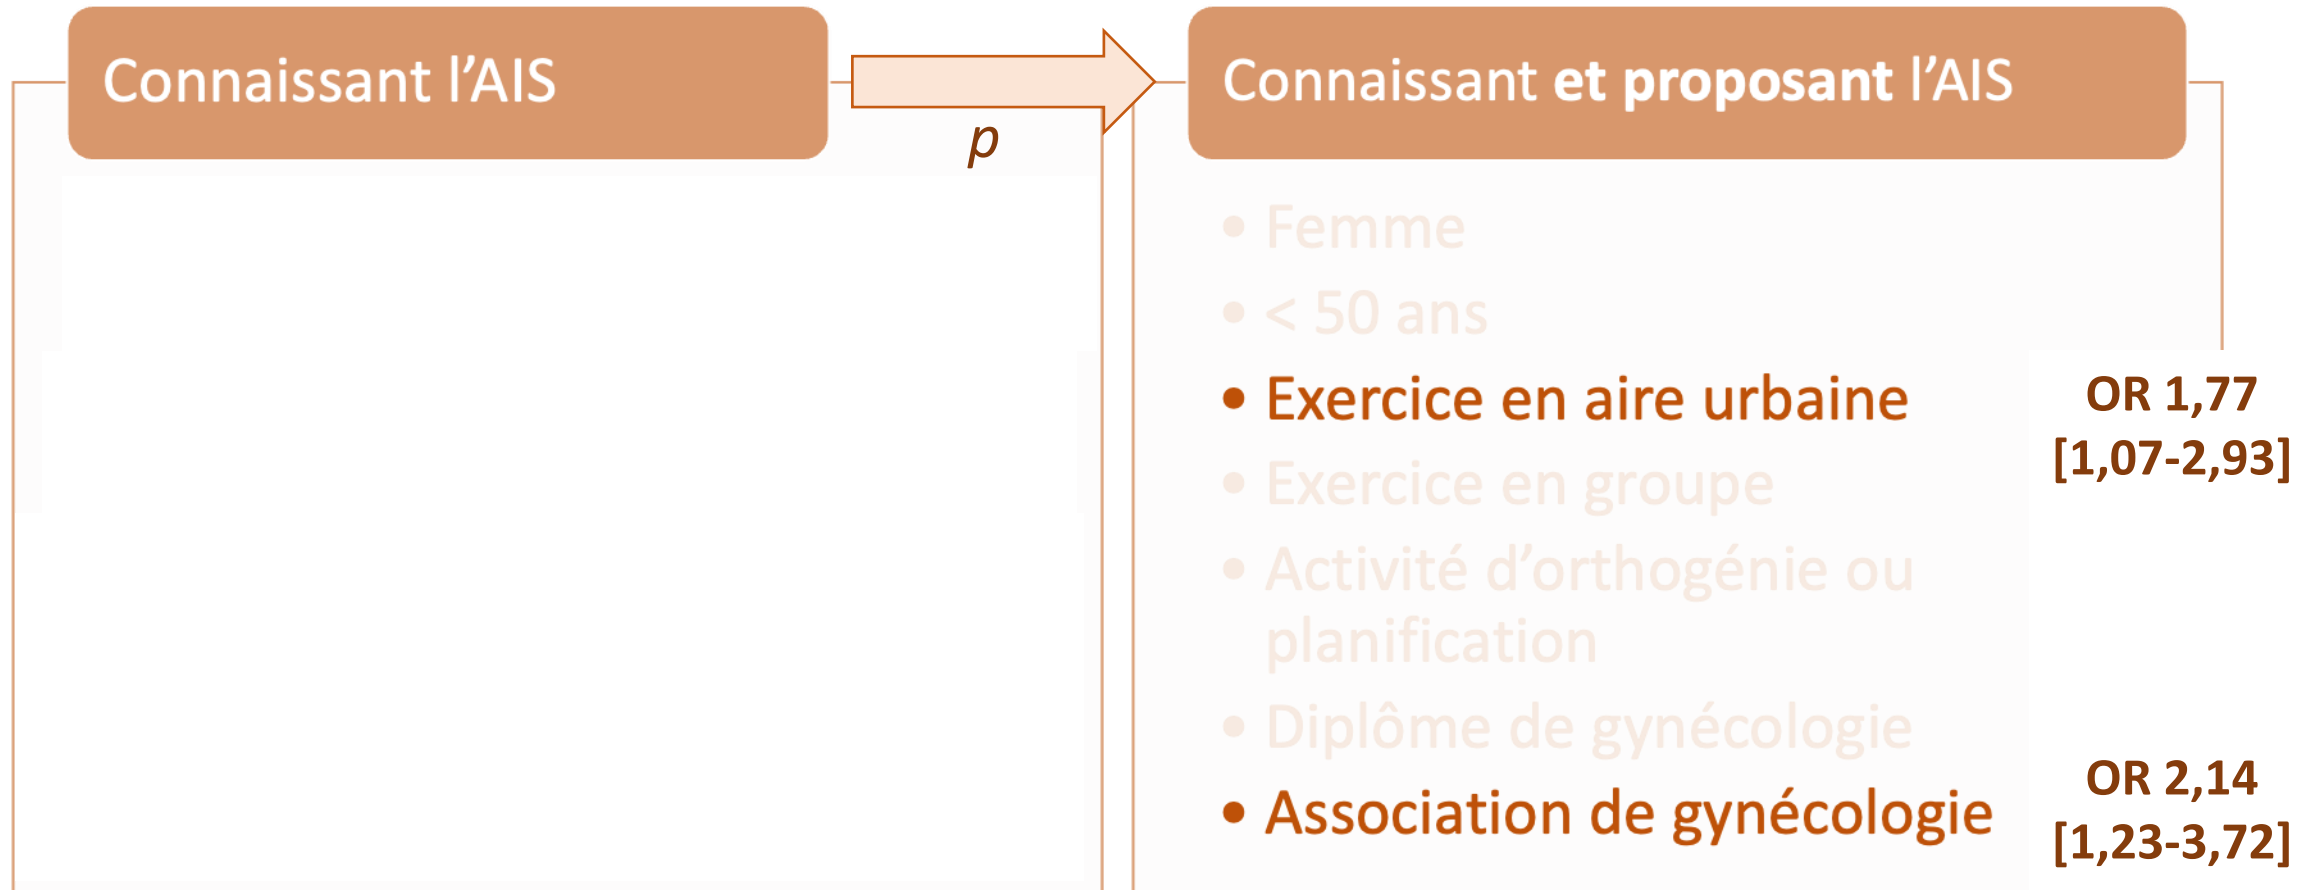 Connaissant l’AIS
p
Connaissant et proposant l’AIS
• Femme
• < 50 ans
• Exercice en aire urbaine
OR 1,77
[1,07-2,93]
• Exercice en groupe
• Activité d’orthogénie ou
planification
• Diplôme de gynécologie
• Association de gynécologie
OR 2,14
[1,23-3,72]